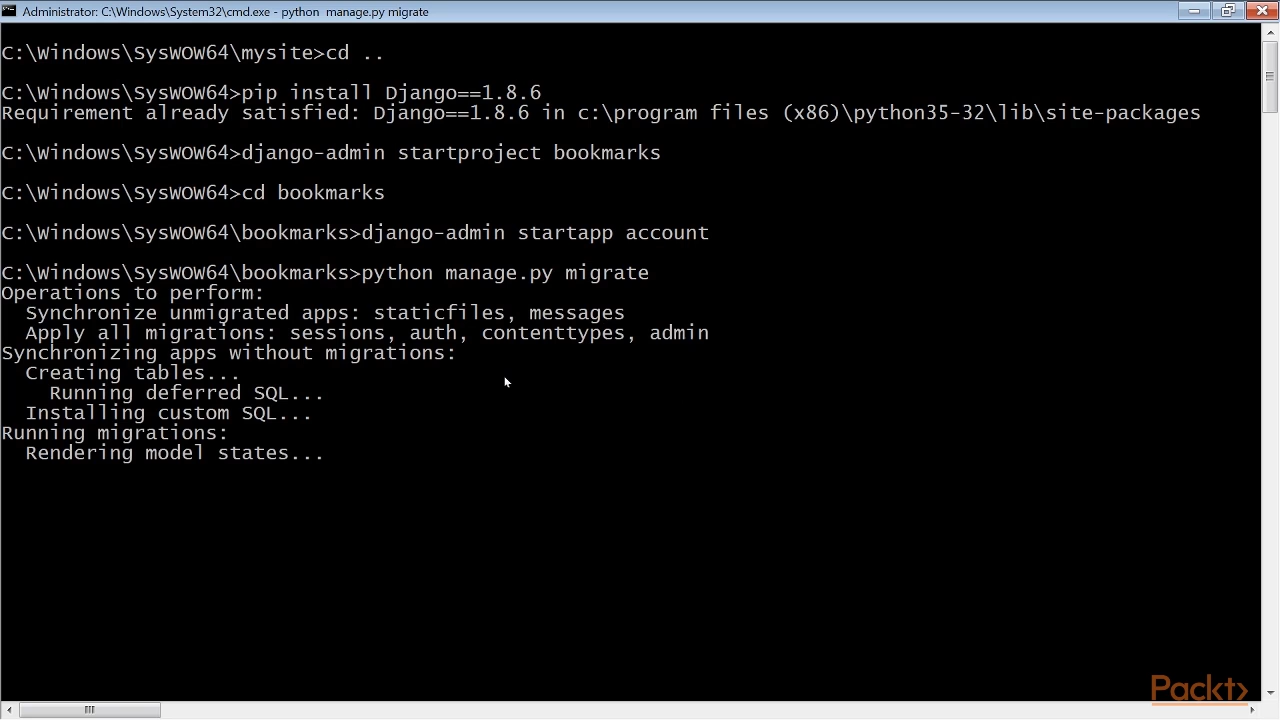 Administrator: C:\Windows\System32\cmd.exe - python  manage.py migrate
C:\Windows\SysWOW64\mysite>cd ..
C:\Windows\SysWOW64>pip install Django==1.8.6
Requirement already satisfied: Django==1.8.6 in c:\program files (x86)\python35-32\lib\site-packages
C:\Windows\SysWOW64>django-admin startproject bookmarks
C:\Windows\SysWOW64>cd bookmarks
C:\Windows\SysWOW64\bookmarks>django-admin startapp account
C:\Windows\SysWOW64\bookmarks>python manage.py migrate
Operations to perform:
  Synchronize unmigrated apps: staticfiles, messages
  Apply all migrations: sessions, auth, contenttypes, admin
Synchronizing apps without migrations:
  Creating tables...
    Running deferred SQL...
  Installing custom SQL...
Running migrations:
  Rendering model states...
Packt>